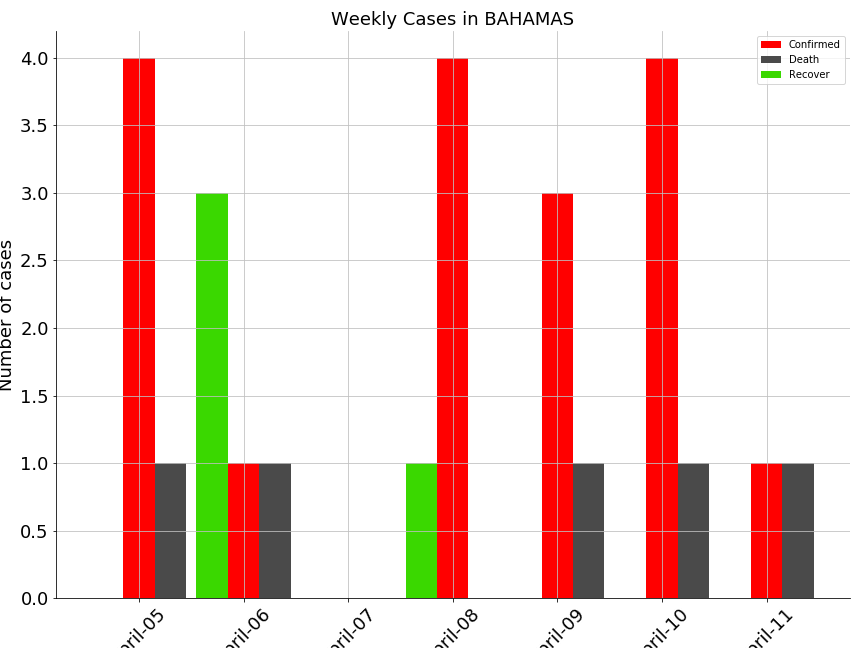 Weekly Cases in BAHAMAS
Confirmed
Death
Recover
Number of cases
4.0
3.5
3.0
2.5
2.0
1.5
1.0
0.5
0.0
pril-05
pril-06
pril-07
pril-08
pril-09
pril-10
pril-11